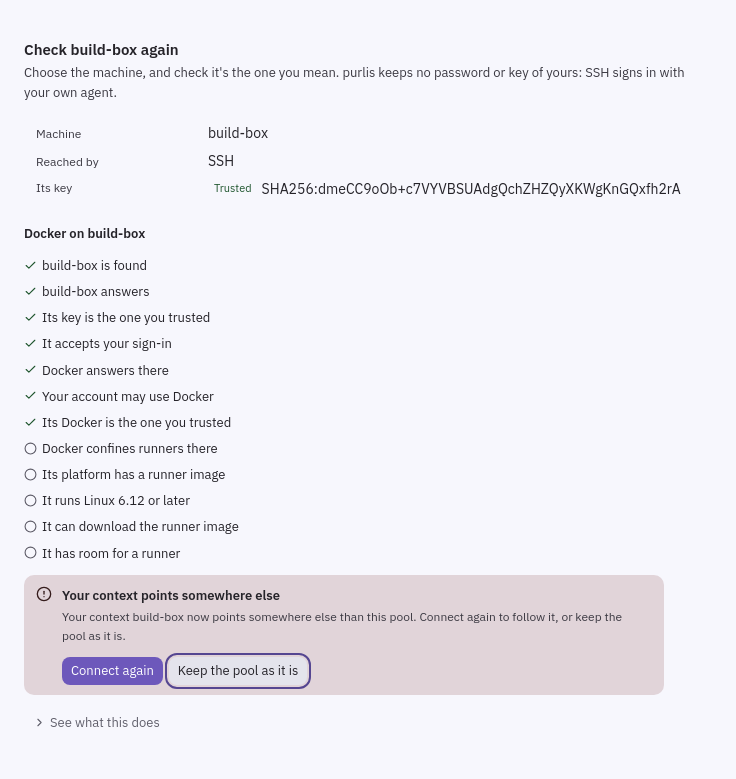 Check build-box again
Choose the machine, and check it's the one you mean. purlis keeps no password or key of yours: SSH signs in with
your own agent.
Machine build-box
Reached by SSH
Its key Trusted SHA256:dmeCC9oOb+c7VYVBSUAdgQchZHZQyXKWgKnGQxfh2rA
Docker on build-box
build-box is found
build-box answers
Its key is the one you trusted
It accepts your sign-in
Docker answers there
Your account may use Docker
Its Docker is the one you trusted
Docker confines runners there
Its platform has a runner image
It runs Linux 6.12 or later
It can download the runner image
It has room for a runner
Your context points somewhere else
Your context build-box now points somewhere else than this pool. Connect again to follow it, or keep the
pool as it is.
Connect again Keep the pool as it is
See what this does